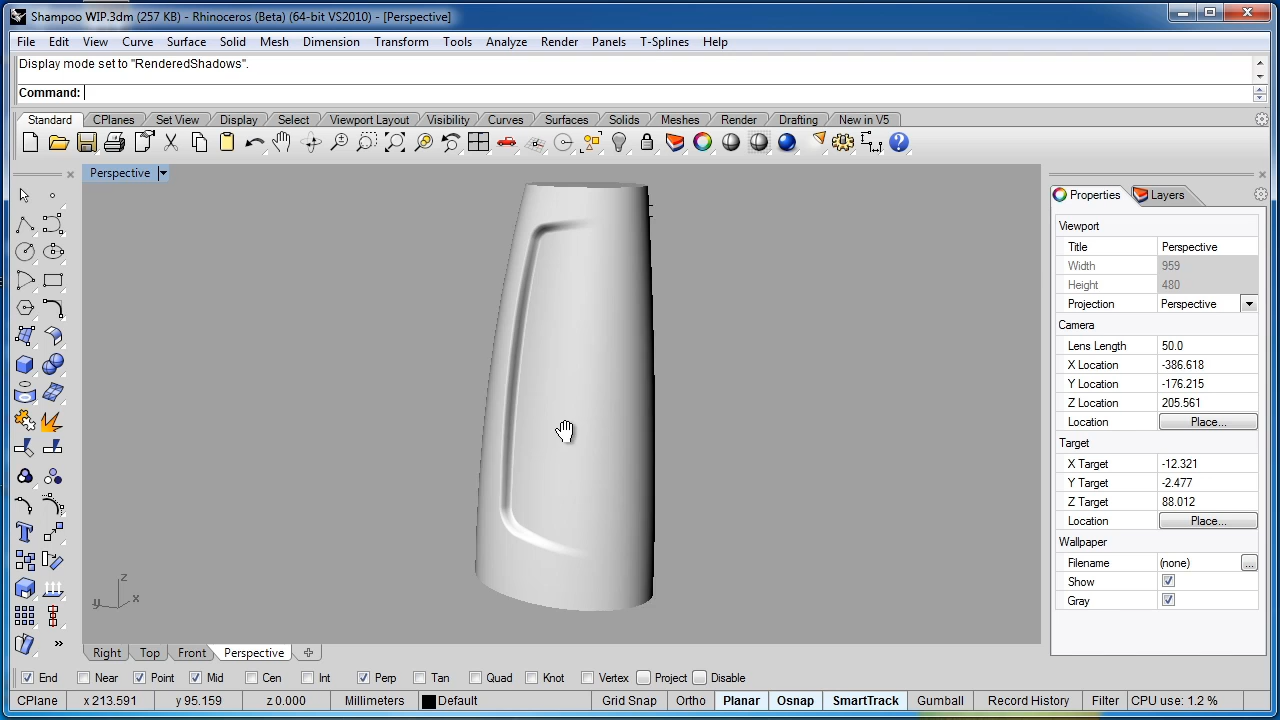 Shampoo WIP.3dm (257 KB) - Rhinoceros (Beta) (64-bit VS2010) - [Perspective]
File Edit View Curve Surface Solid Mesh Dimension Transform Tools Analyze Render Panels T-Splines Help
Display mode set to "RenderedShadows".
Command:
Standard CPlanes Set View Display Select Viewport Layout Visibility Curves Surfaces Solids Meshes Render Drafting New in V5
Perspective
Properties Layers
Viewport
Title Perspective
Width 959
Height 480
Projection Perspective
Camera
Lens Length 50.0
X Location -386.618
Y Location -176.215
Z Location 205.561
Location Place...
Target
X Target -12.321
Y Target -2.477
Z Target 88.012
Location Place...
Wallpaper
Filename (none) ...
Show
Gray
z
y x
Right Top Front Perspective
End Near Point Mid Cen Int Perp Tan Quad Knot Vertex Project Disable
CPlane x 213.591 y 95.159 z 0.000 Millimeters Default Grid Snap Ortho Planar Osnap SmartTrack Gumball Record History Filter CPU use: 1.2 %